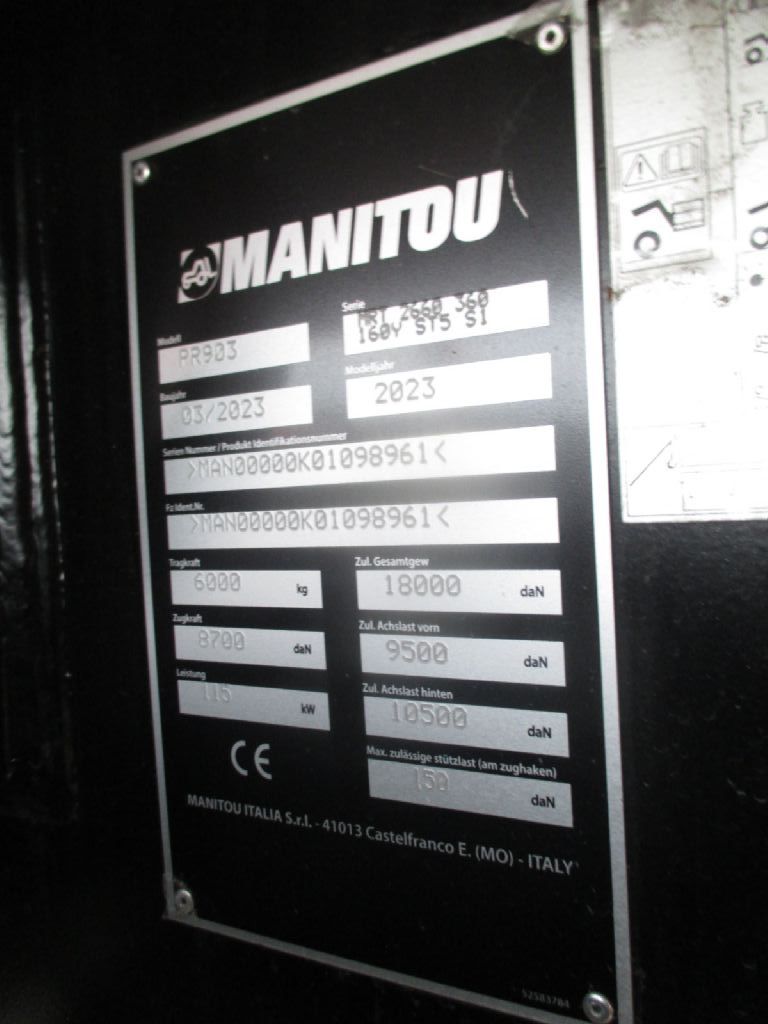 MANITOU
Modell
PR903
Serie
MRT 2660 360
160Y ST5 S1
Baujahr
03/2023
Modelljahr
2023
Serien Nummer / Produkt Identifikationsnummer
>MAN00000K01098961<
Fz Ident.Nr.
>MAN00000K01098961<
Tragkraft
6000 kg
Zul. Gesamtgew
18000 daN
Zugkraft
8700 daN
Zul. Achslast vorn
9500 daN
Leistung
115 kW
Zul. Achslast hinten
10500 daN
Max. zulässige stützlast (am zughaken)
150 daN
CE
MANITOU ITALIA S.r.l. - 41013 Castelfranco E. (MO) - ITALY
52583784